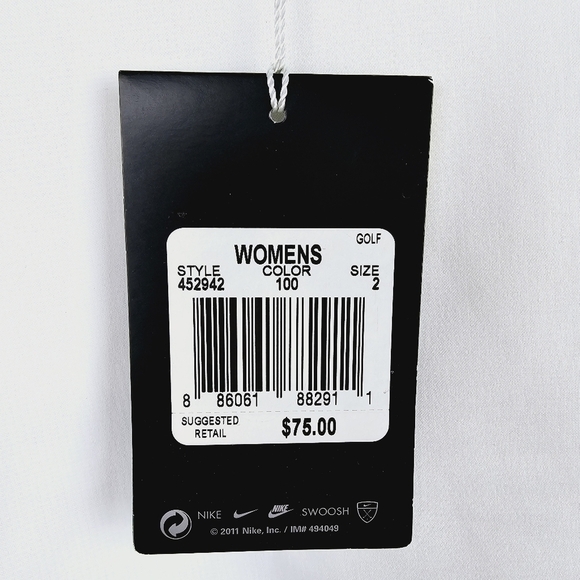 GOLF
WOMENS
STYLE COLOR SIZE
452942 100 2
8 86061 88291 1
SUGGESTED RETAIL $75.00
NIKE NIKE SWOOSH
© 2011 Nike, Inc. / IM# 494049